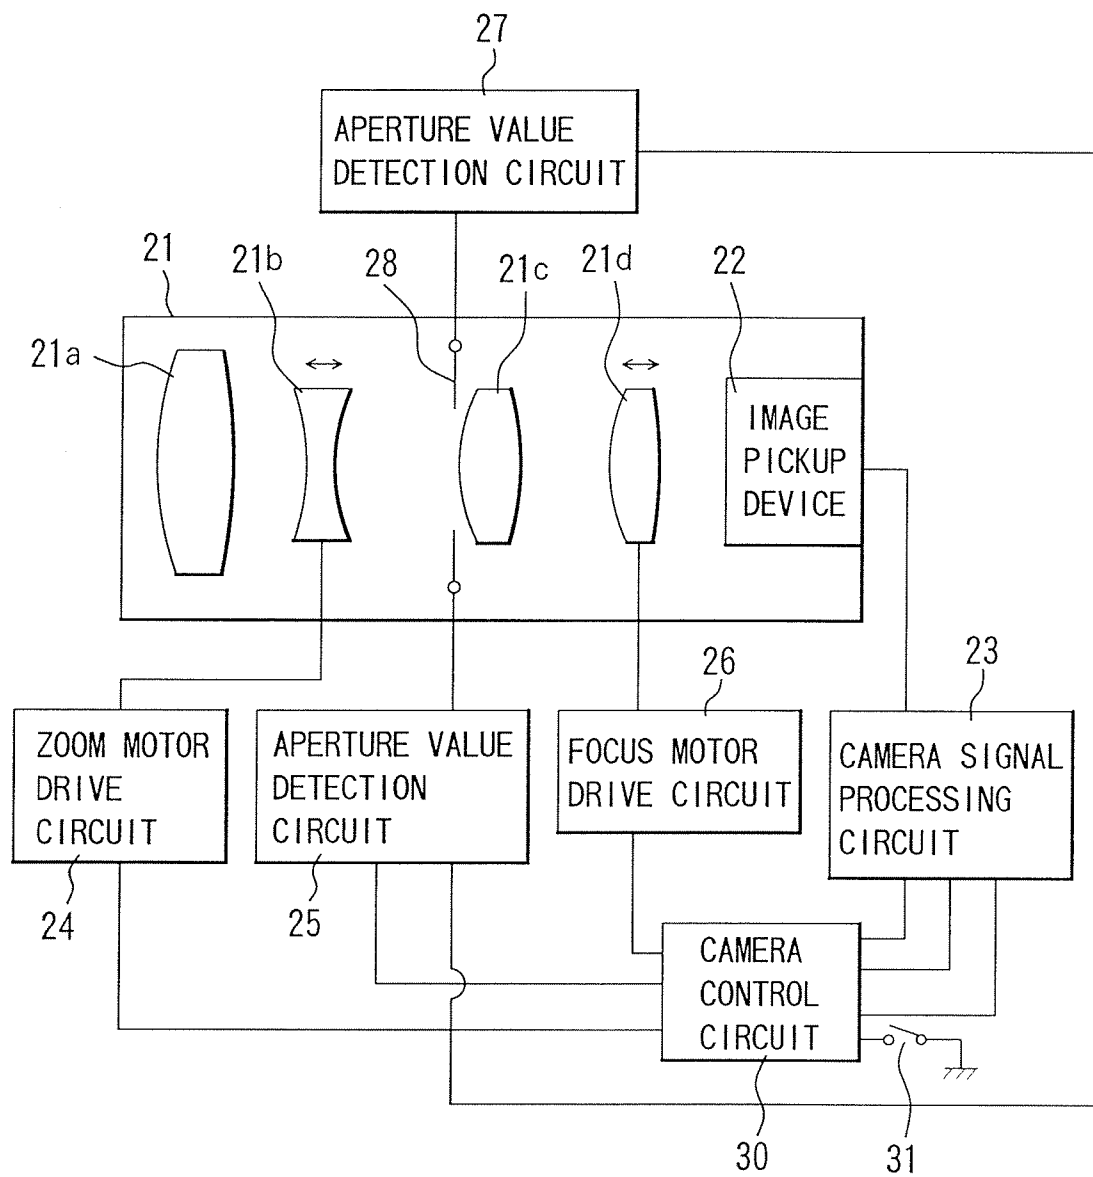 27
APERTURE VALUE
DETECTION CIRCUIT
21
21b
28
21c
21d
22
21a
IMAGE
PICKUP
DEVICE
26
23
ZOOM MOTOR
DRIVE
CIRCUIT
APERTURE VALUE
DETECTION
CIRCUIT
FOCUS MOTOR
DRIVE CIRCUIT
CAMERA SIGNAL
PROCESSING
CIRCUIT
24
25
CAMERA
CONTROL
CIRCUIT
30
31